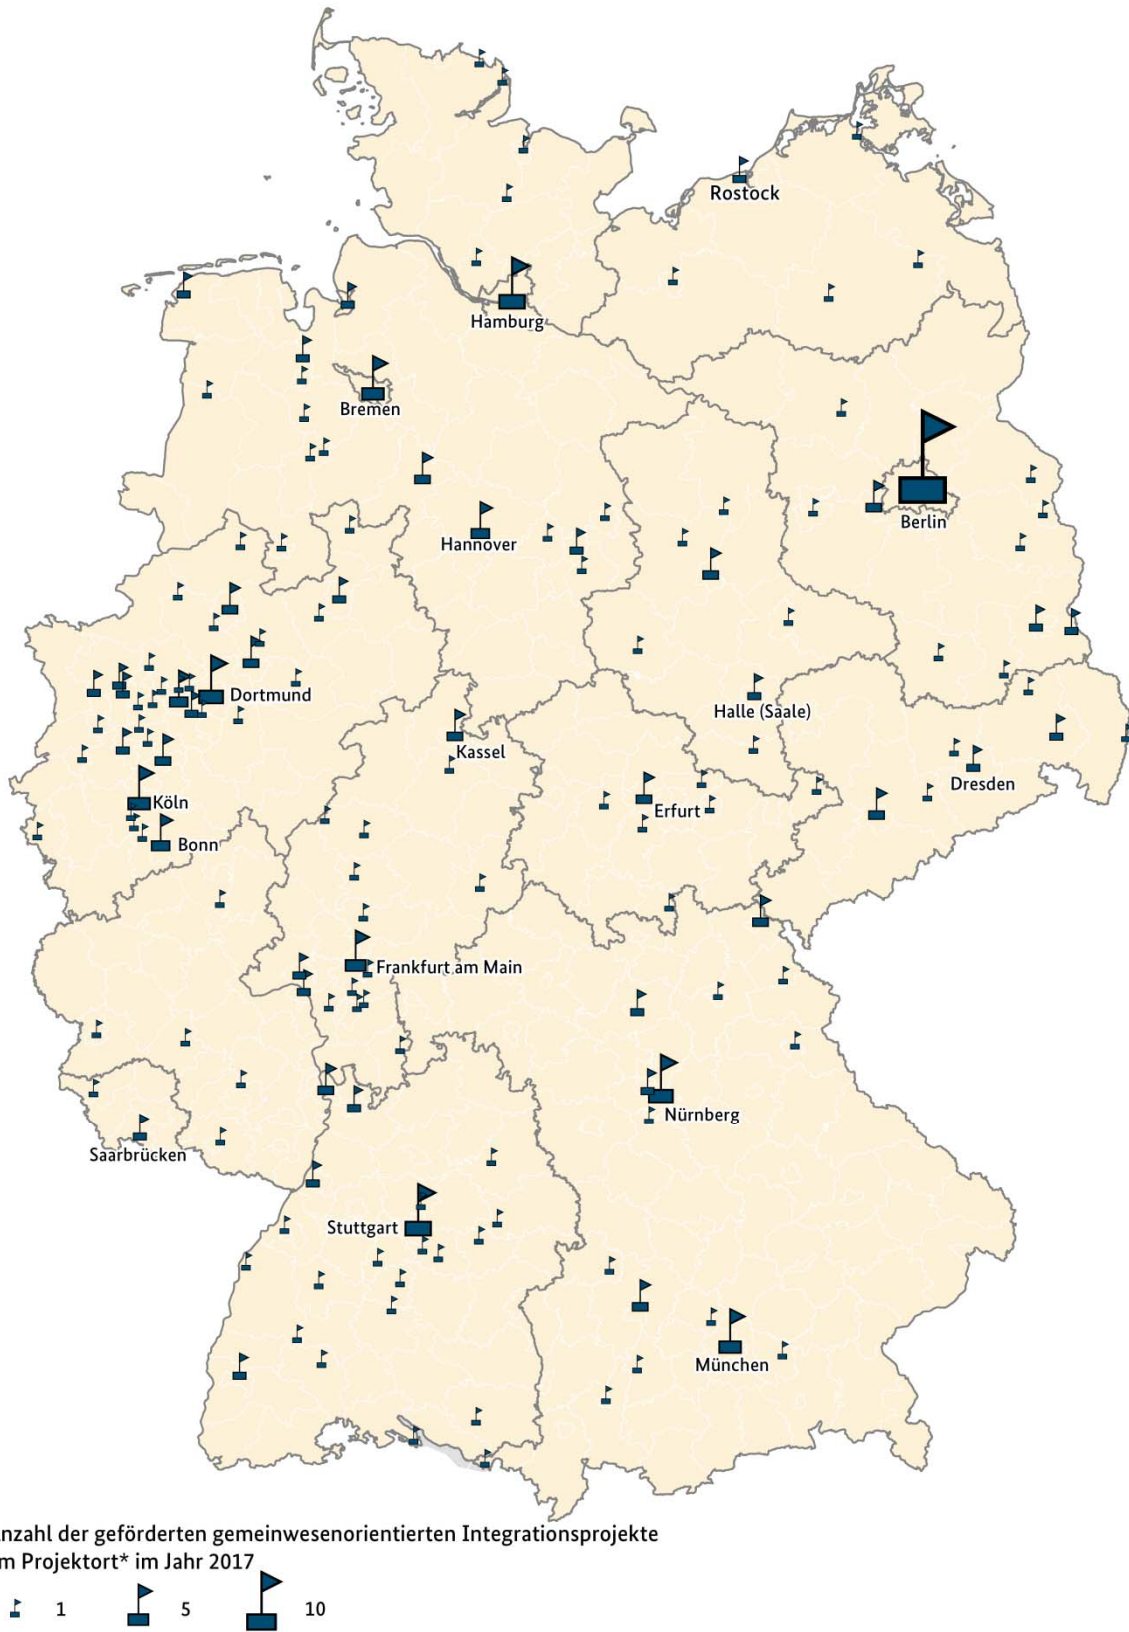 Rostock
Hamburg
Bremen
Berlin
Hannover
Dortmund
Halle (Saale)
Kassel
Dresden
Köln
Erfurt
Bonn
Frankfurt am Main
Nürnberg
Saarbrücken
Stuttgart
München
nzahl der geförderten gemeinwesenorientierten Integrationsprojekte
m Projektort* im Jahr 2017
1 5 10